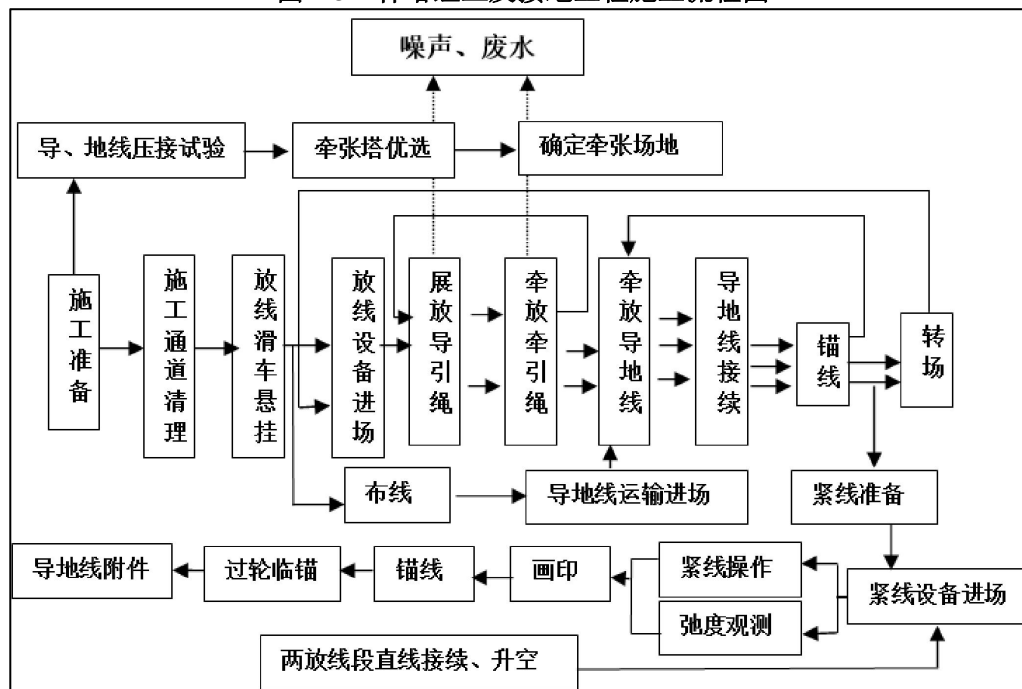 噪声、废水
导、地线压接试验
牵张塔优选
确定牵张场地
施工准备
施工通道清理
放线滑车悬挂
放线设备进场
展放导引绳
牵放牵引绳
牵放导地线
导地线接续
锚线
转场
布线
导地线运输进场
紧线准备
导地线附件
过轮临锚
锚线
画印
紧线操作
弛度观测
紧线设备进场
两放线段直线接续、升空